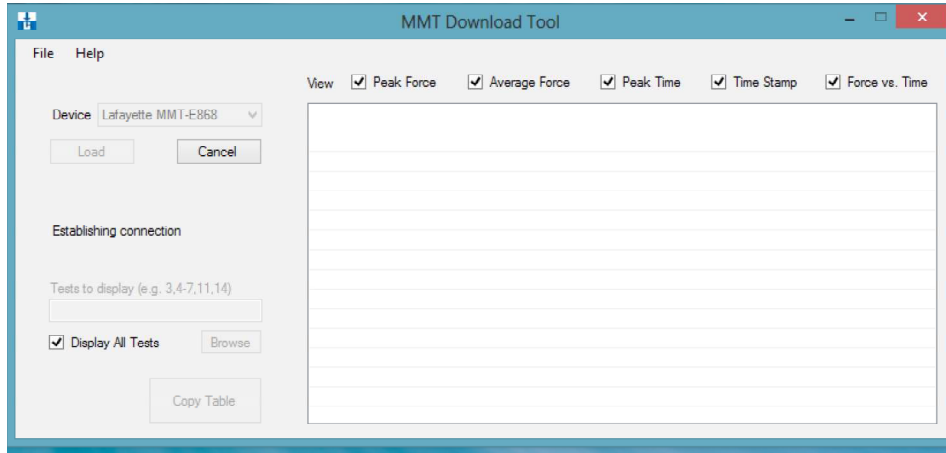 MMT Download Tool
File Help
View Peak Force Average Force Peak Time Time Stamp Force vs. Time
Device Lafayette MMT-E868
Load Cancel
Establishing connection
Tests to display (e.g. 3,4-7,11,14)
Display All Tests Browse
Copy Table